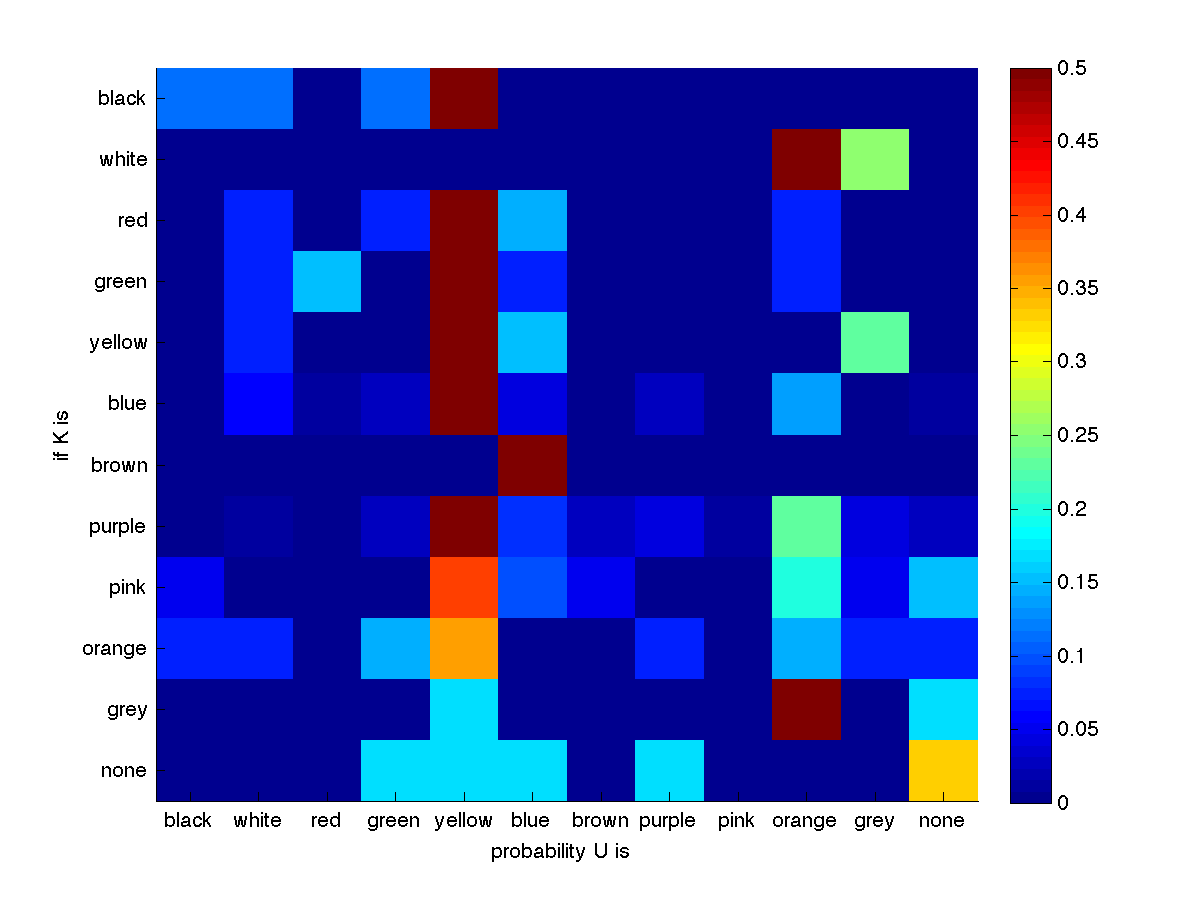 black
white
red
green
yellow
blue
brown
purple
pink
orange
grey
none
if K is
black white red green yellow blue brown purple pink orange grey none
probability U is
0.5
0.45
0.4
0.35
0.3
0.25
0.2
0.15
0.1
0.05
0